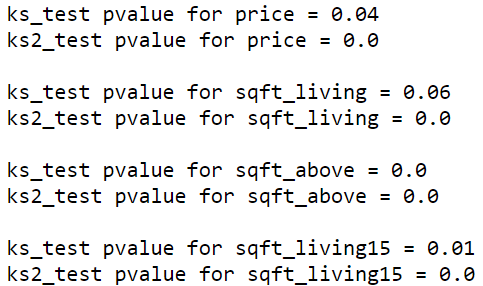 ks_test pvalue for price = 0.04
ks2_test pvalue for price = 0.0
ks_test pvalue for sqft_living = 0.06
ks2_test pvalue for sqft_living = 0.0
ks_test pvalue for sqft_above = 0.0
ks2_test pvalue for sqft_above = 0.0
ks_test pvalue for sqft_living15 = 0.01
ks2_test pvalue for sqft_living15 = 0.0